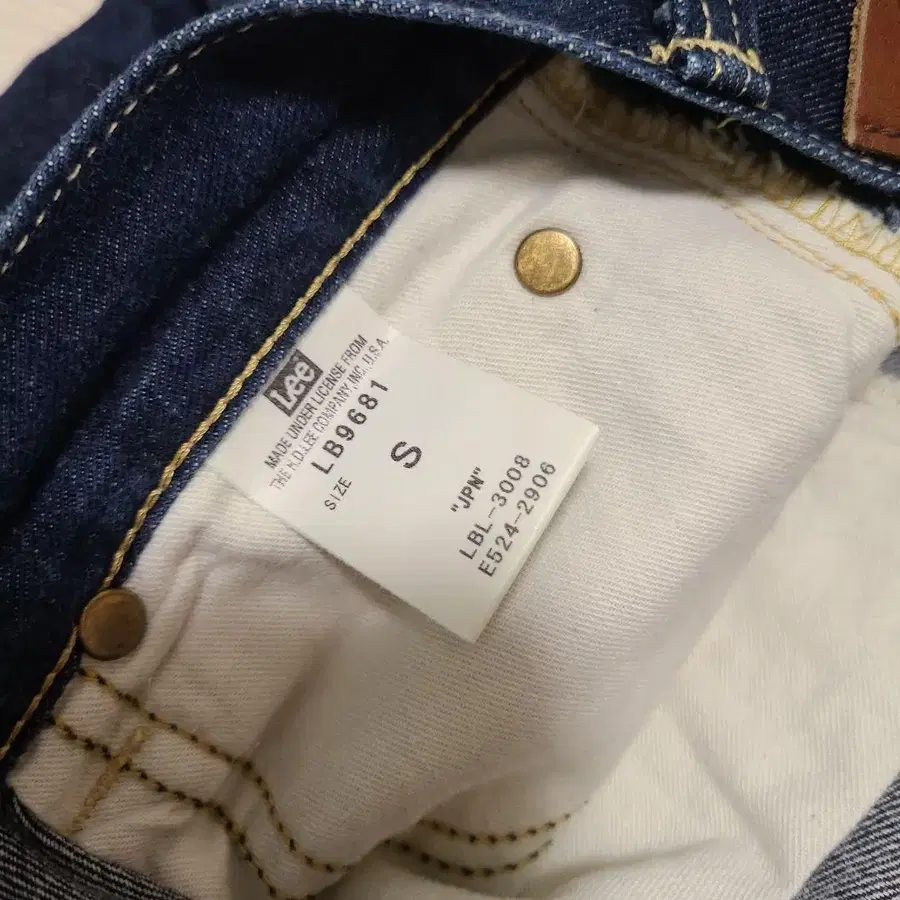 Lee
MADE UNDER LICENSE FROM
THE H.D.LEE COMPANY,INC,U.S.A.
LB9681
SIZE S
"JPN"
LBL-3008
E524-2906